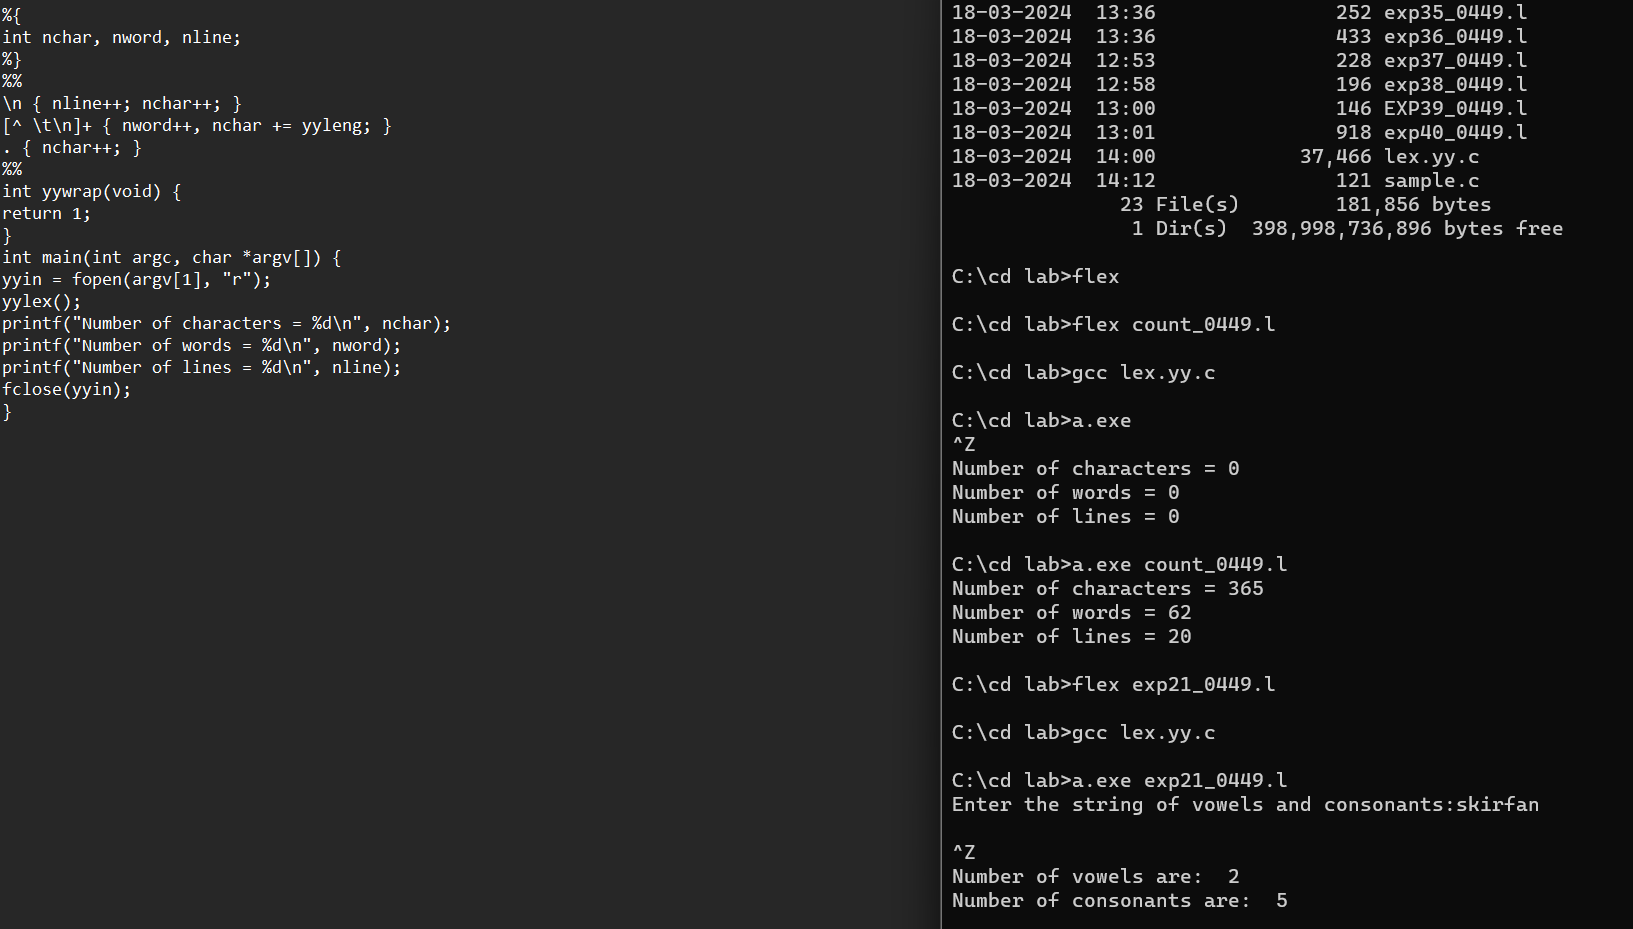 %{
int nchar, nword, nline;
%}
%%
\n { nline++; nchar++; }
[^ \t\n]+ { nword++, nchar += yyleng; }
. { nchar++; }
%%
int yywrap(void) {
return 1;
}
int main(int argc, char *argv[]) {
yyin = fopen(argv[1], "r");
yylex();
printf("Number of characters = %d\n", nchar);
printf("Number of words = %d\n", nword);
printf("Number of lines = %d\n", nline);
fclose(yyin);
}
18-03-2024  13:36               252 exp35_0449.l
18-03-2024  13:36               433 exp36_0449.l
18-03-2024  12:53               228 exp37_0449.l
18-03-2024  12:58               196 exp38_0449.l
18-03-2024  13:00               146 EXP39_0449.l
18-03-2024  13:01               918 exp40_0449.l
18-03-2024  14:00            37,466 lex.yy.c
18-03-2024  14:12               121 sample.c
23 File(s)        181,856 bytes
1 Dir(s)  398,998,736,896 bytes free
C:\cd lab>flex
C:\cd lab>flex count_0449.l
C:\cd lab>gcc lex.yy.c
C:\cd lab>a.exe
^Z
Number of characters = 0
Number of words = 0
Number of lines = 0
C:\cd lab>a.exe count_0449.l
Number of characters = 365
Number of words = 62
Number of lines = 20
C:\cd lab>flex exp21_0449.l
C:\cd lab>gcc lex.yy.c
C:\cd lab>a.exe exp21_0449.l
Enter the string of vowels and consonants:skirfan
^Z
Number of vowels are:  2
Number of consonants are:  5